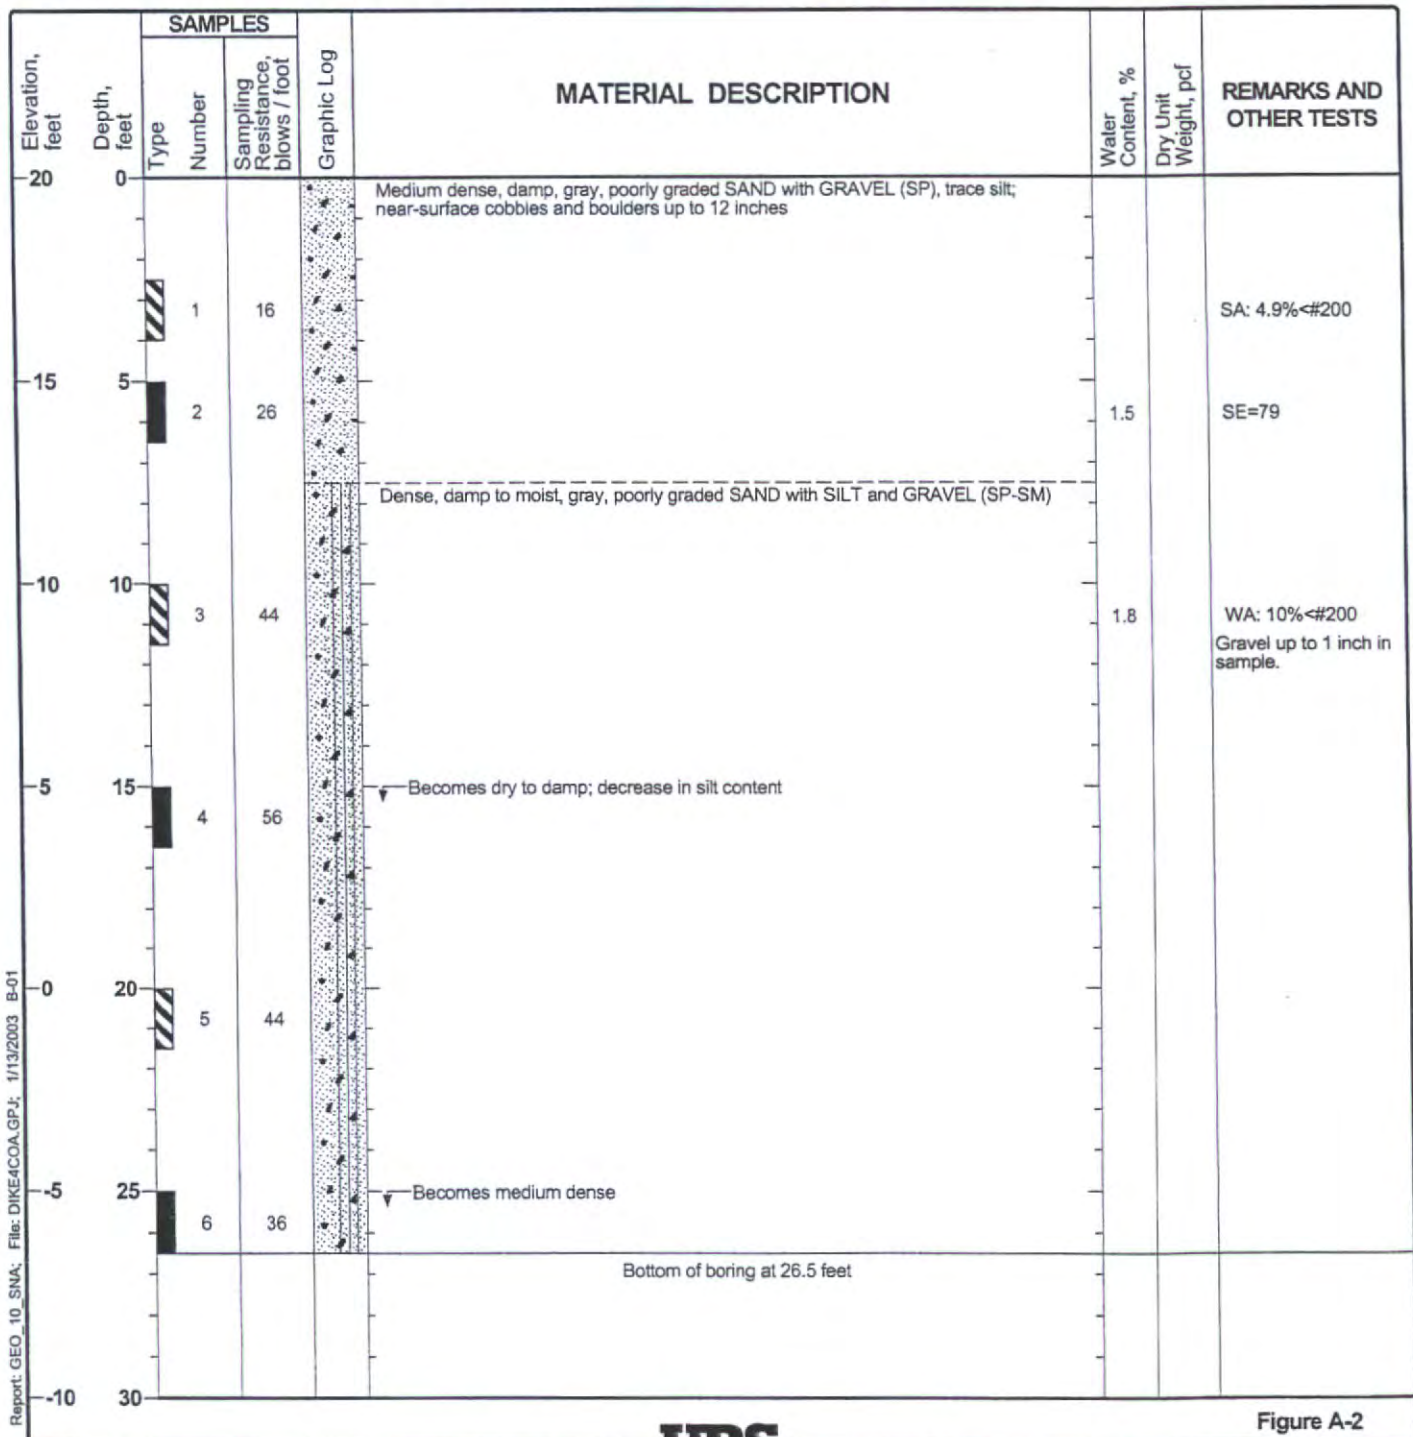 SAMPLES
Elevation,
feet
Depth,
feet
Type
Number
Sampling
Resistance,
blows / foot
Graphic Log
MATERIAL DESCRIPTION
Water
Content, %
Dry Unit
Weight, pcf
REMARKS AND
OTHER TESTS
20 0
Medium dense, damp, gray, poorly graded SAND with GRAVEL (SP), trace silt;
near-surface cobbles and boulders up to 12 inches
1 16 SA: 4.9%<#200
15 5
2 26 1.5 SE=79
Dense, damp to moist, gray, poorly graded SAND with SILT and GRAVEL (SP-SM)
10 10
3 44 1.8 WA: 10%<#200
Gravel up to 1 inch in
sample.
5 15 Becomes dry to damp; decrease in silt content
4 56
0 20
5 44
-5 25 Becomes medium dense
6 36
Bottom of boring at 26.5 feet
-10 30
Report: GEO_10_SNA; File: DIKE4COA.GPJ; 1/13/2003 B-01
URS
Figure A-2